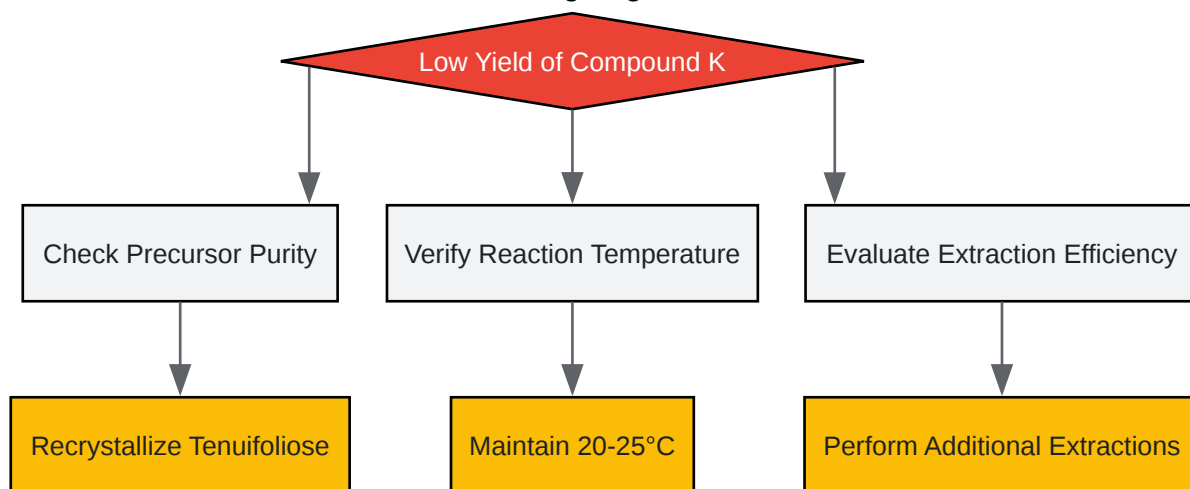 Low Yield of Compound K
Check Precursor Purity
Verify Reaction Temperature
Evaluate Extraction Efficiency
Recrystallize Tenuifoliose
Maintain 20-25°C
Perform Additional Extractions